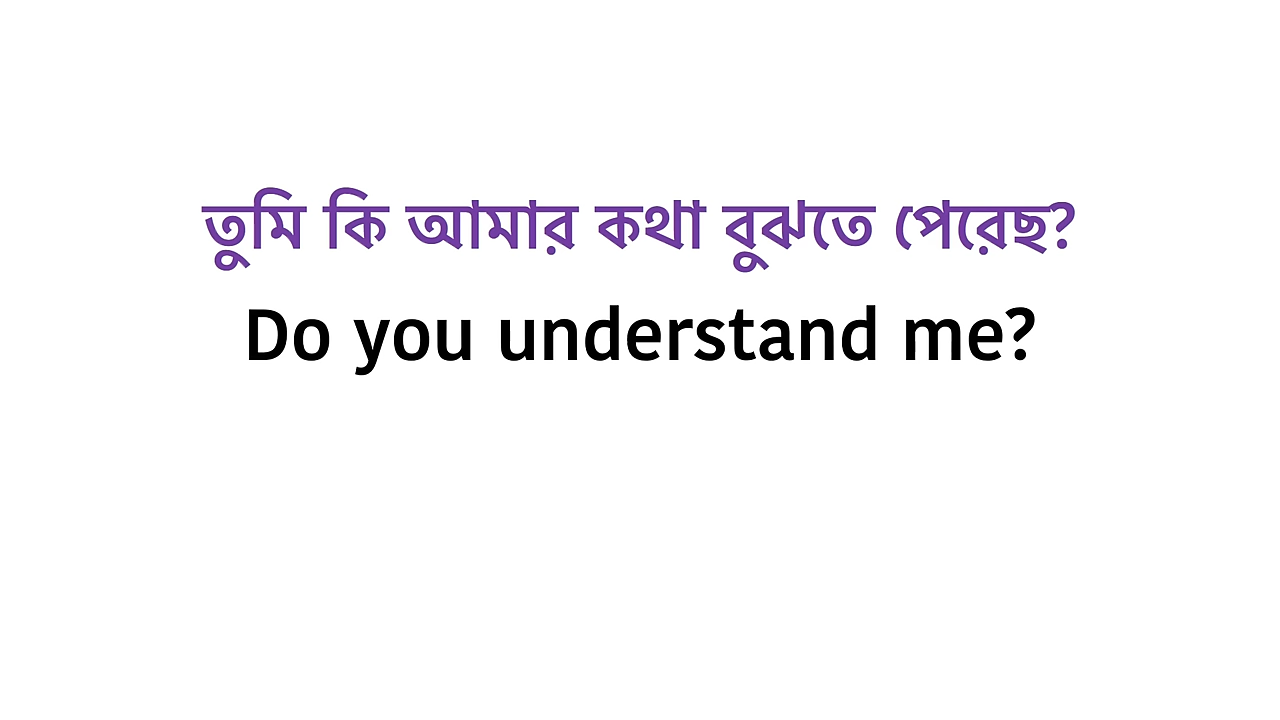 তুমি কি আমার কথা বুঝতে পেরেছ?
Do you understand me?